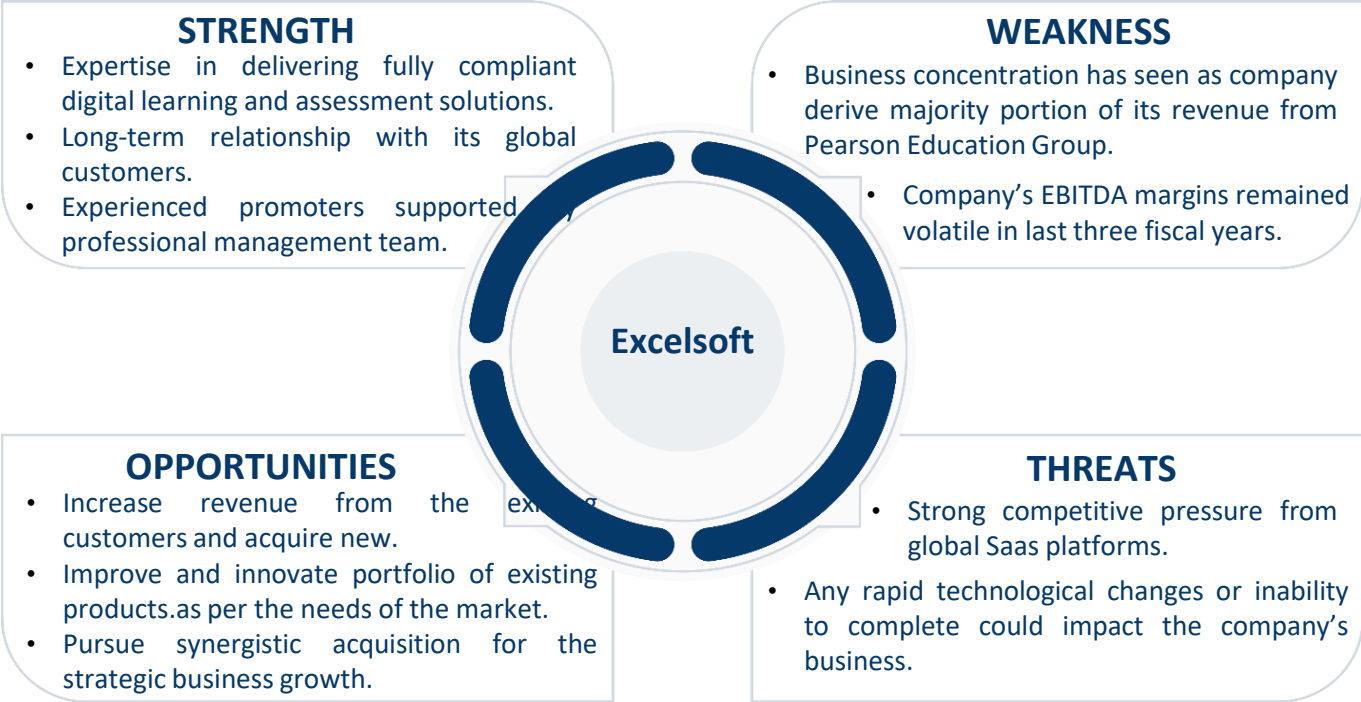 STRENGTH
• Expertise in delivering fully compliant
digital learning and assessment solutions.
• Long-term relationship with its global
customers.
• Experienced promoters supported
professional management team.
WEAKNESS
• Business concentration has seen as company
derive majority portion of its revenue from
Pearson Education Group.
• Company’s EBITDA margins remained
volatile in last three fiscal years.
Excelsoft
OPPORTUNITIES
• Increase revenue from the
customers and acquire new.
• Improve and innovate portfolio of existing
products.as per the needs of the market.
• Pursue synergistic acquisition for the
strategic business growth.
THREATS
• Strong competitive pressure from
global Saas platforms.
• Any rapid technological changes or inability
to complete could impact the company’s
business.